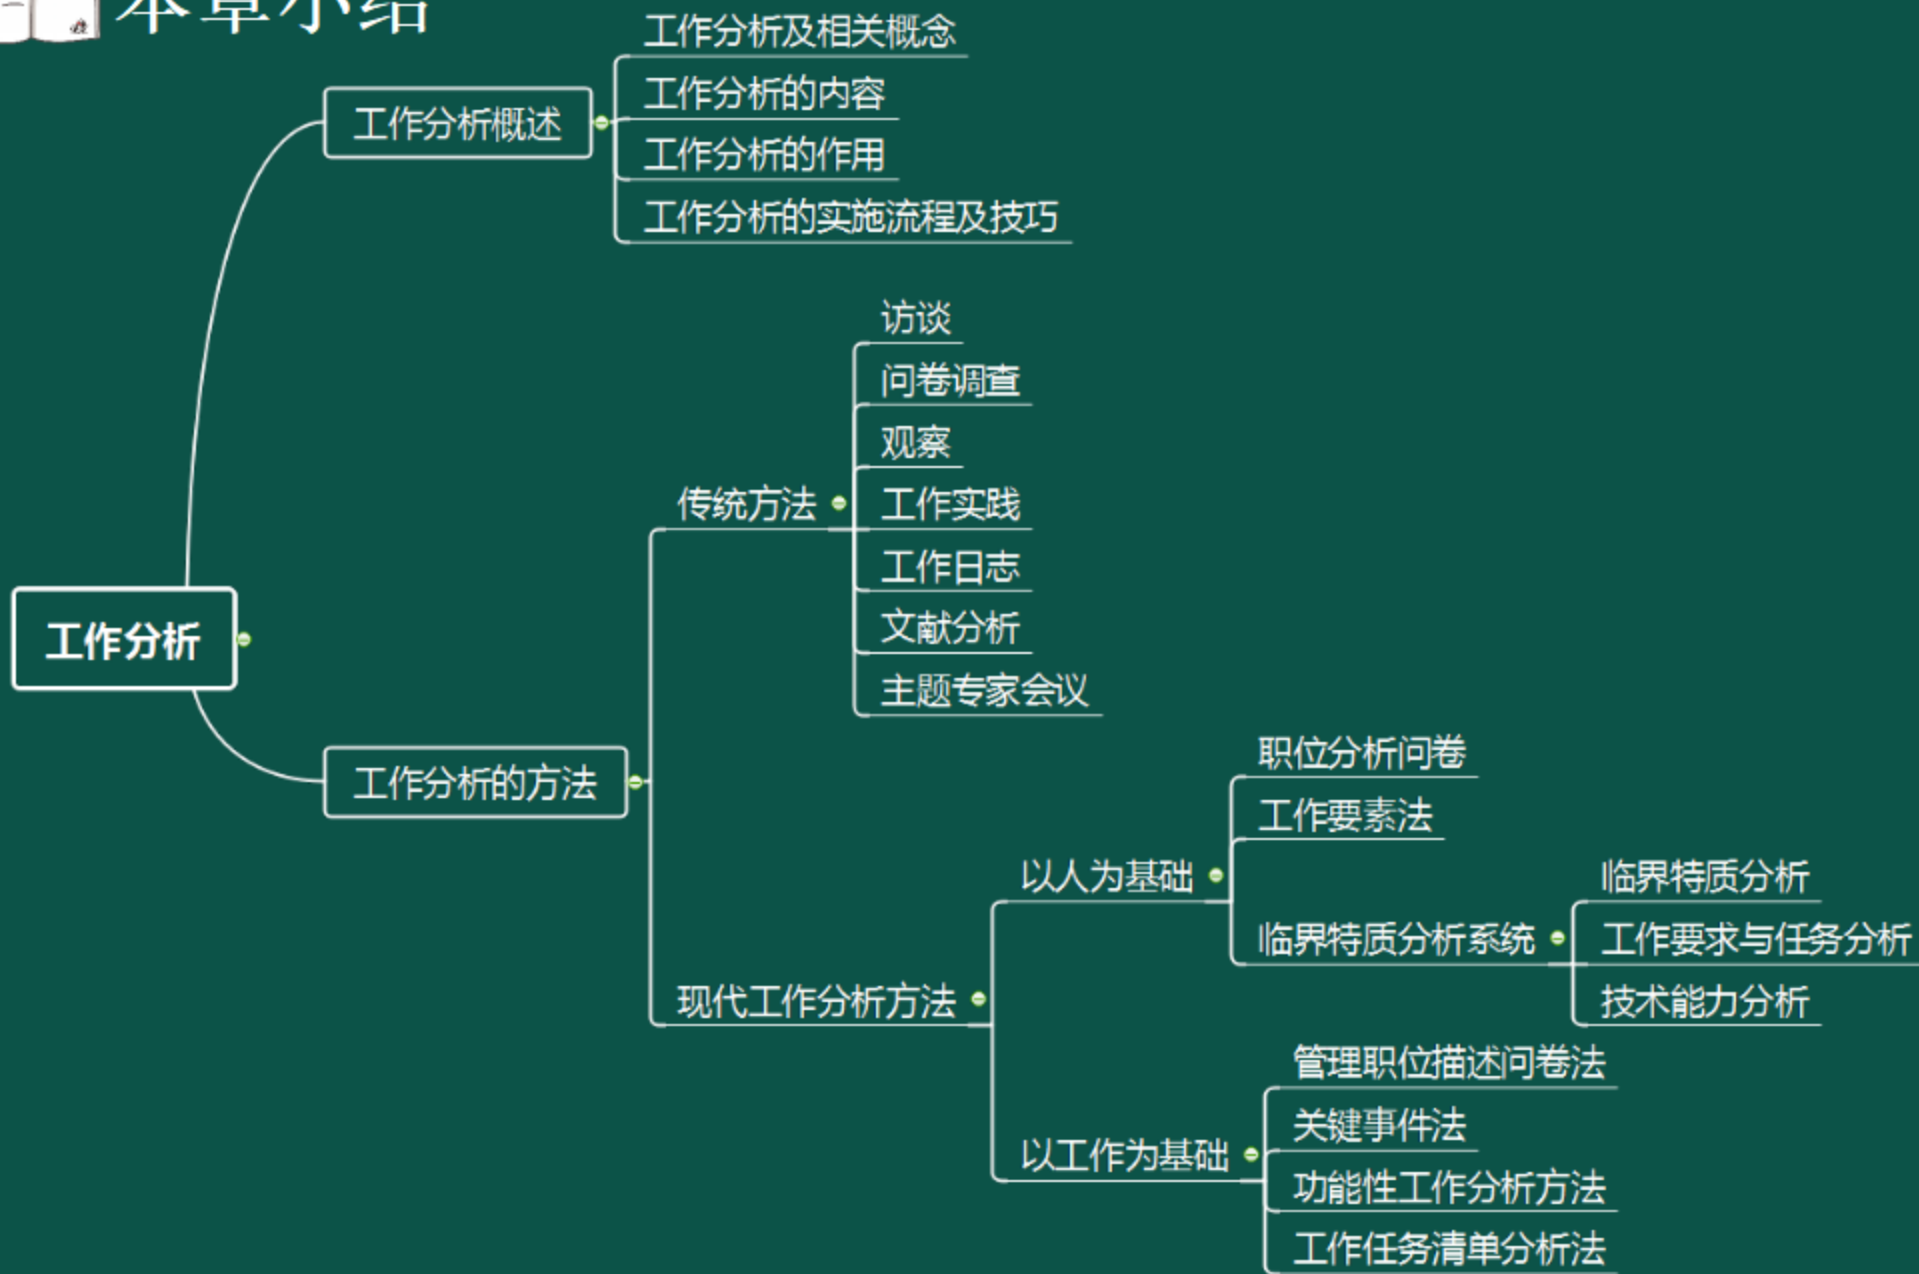 本章小结
工作分析
工作分析概述
工作分析及相关概念
工作分析的内容
工作分析的作用
工作分析的实施流程及技巧
工作分析的方法
传统方法
访谈
问卷调查
观察
工作实践
工作日志
文献分析
主题专家会议
现代工作分析方法
以人为基础
职位分析问卷
工作要素法
临界特质分析系统
临界特质分析
工作要求与任务分析
技术能力分析
以工作为基础
管理职位描述问卷法
关键事件法
功能性工作分析方法
工作任务清单分析法